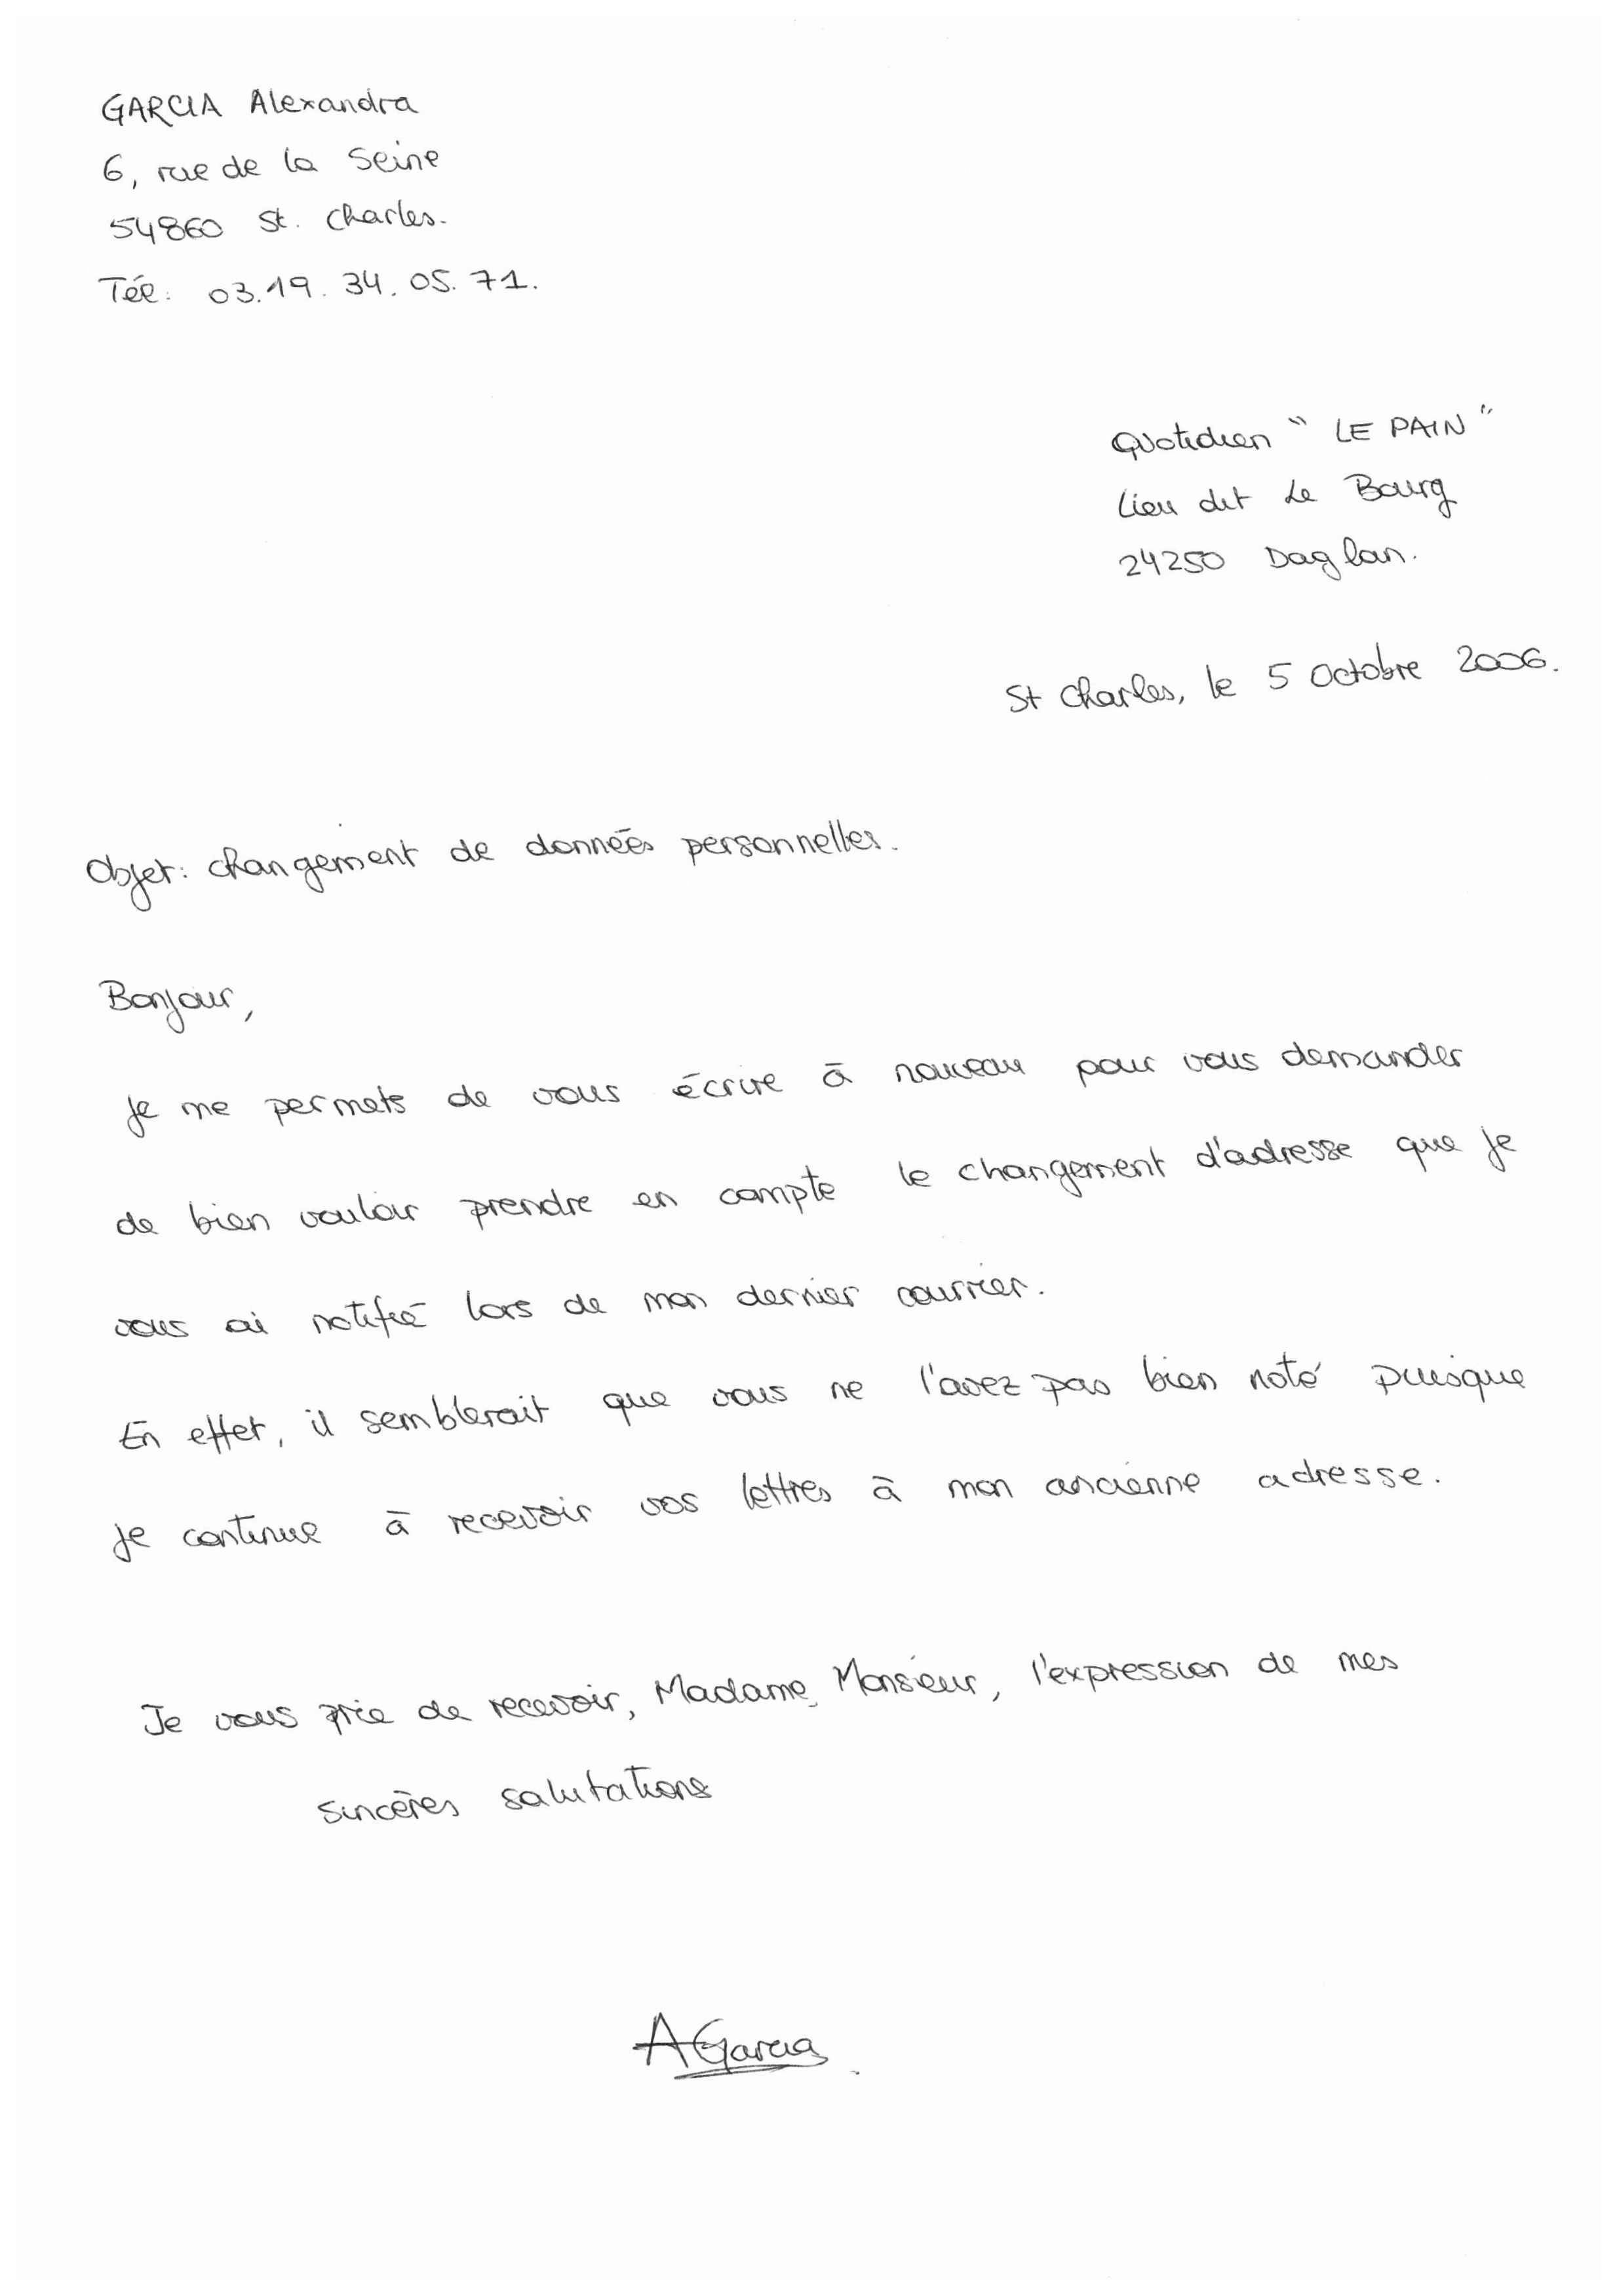 GARCIA Alexandra
6, rue de la Seine
54860 St. Charles.
Tél: 03.19.34.05.71.
Quotidien "LE PAIN"
Lieu dit Le Bourg
24250 Daglan.
St Charles, le 5 Octobre 2006.
Objet: changement de données personnelles.
Bonjour,
Je me permets de vous écrire à nouveau pour vous demander
de bien vouloir prendre en compte le changement d'adresse que je
vous ai notifié lors de mon dernier courrier.
En effet, il semblerait que vous ne l'avez pas bien noté puisque
je continue à recevoir vos lettres à mon ancienne adresse.
Je vous prie de recevoir, Madame, Monsieur, l'expression de mes
sincères salutations
AGarcia